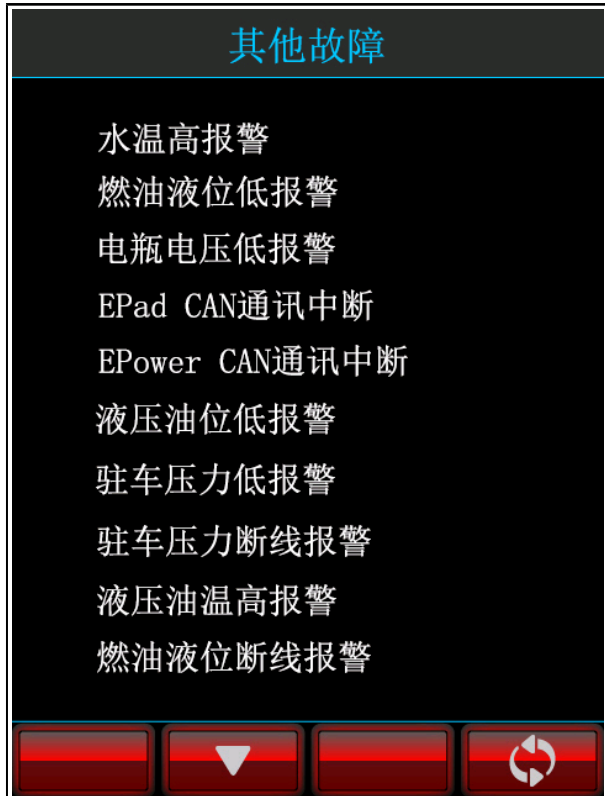 其他故障
水温高报警
燃油液位低报警
电瓶电压低报警
EPad CAN通讯中断
EPower CAN通讯中断
液压油位低报警
驻车压力低报警
驻车压力断线报警
液压油温高报警
燃油液位断线报警